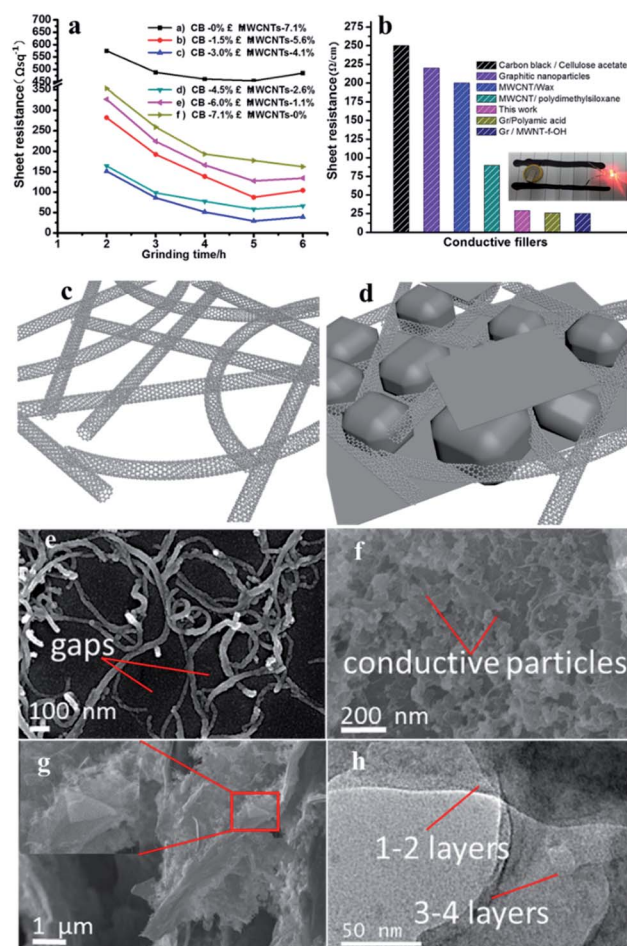 a
Sheet resistance(Ωsq⁻¹)
700
650
600
550
500
450
350
300
250
200
150
100
50
0
a) CB -0% £ MWCNTs-7.1%
b) CB -1.5% £ MWCNTs-5.6%
c) CB -3.0% £ MWCNTs-4.1%
d) CB -4.5% £ MWCNTs-2.6%
e) CB -6.0% £ MWCNTs-1.1%
f) CB -7.1% £ MWCNTs-0%
1 2 3 4 5 6
Grinding time/h
b
Sheet resistance(Ω/cm)
300
275
250
225
200
175
150
125
100
75
50
25
0
Carbon black / Cellulose acetate
Graphitic nanoparticles
MWCNT/Wax
MWCNT/ polydimethylsiloxane
This work
Gr/Polyamic acid
Gr / MWNT-f-OH
Conductive fillers
c
d
e
gaps
100 nm
f
conductive particles
200 nm
g
1 μm
h
1-2 layers
3-4 layers
50 nm